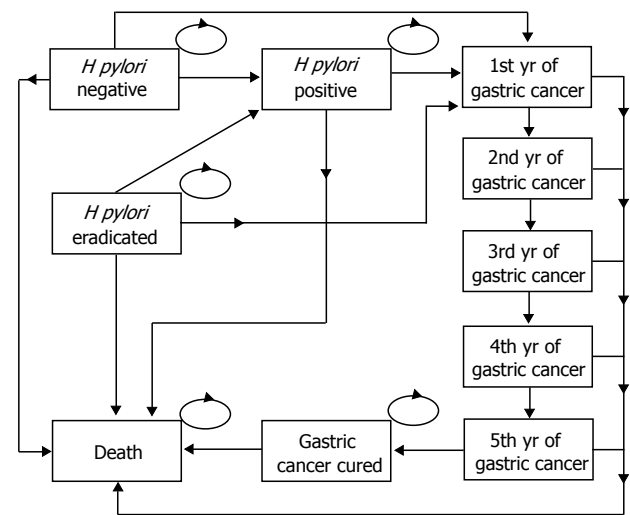 H pylori
negative
H pylori
positive
1st yr of
gastric cancer
2nd yr of
gastric cancer
H pylori
eradicated
3rd yr of
gastric cancer
4th yr of
gastric cancer
Death
Gastric
cancer cured
5th yr of
gastric cancer